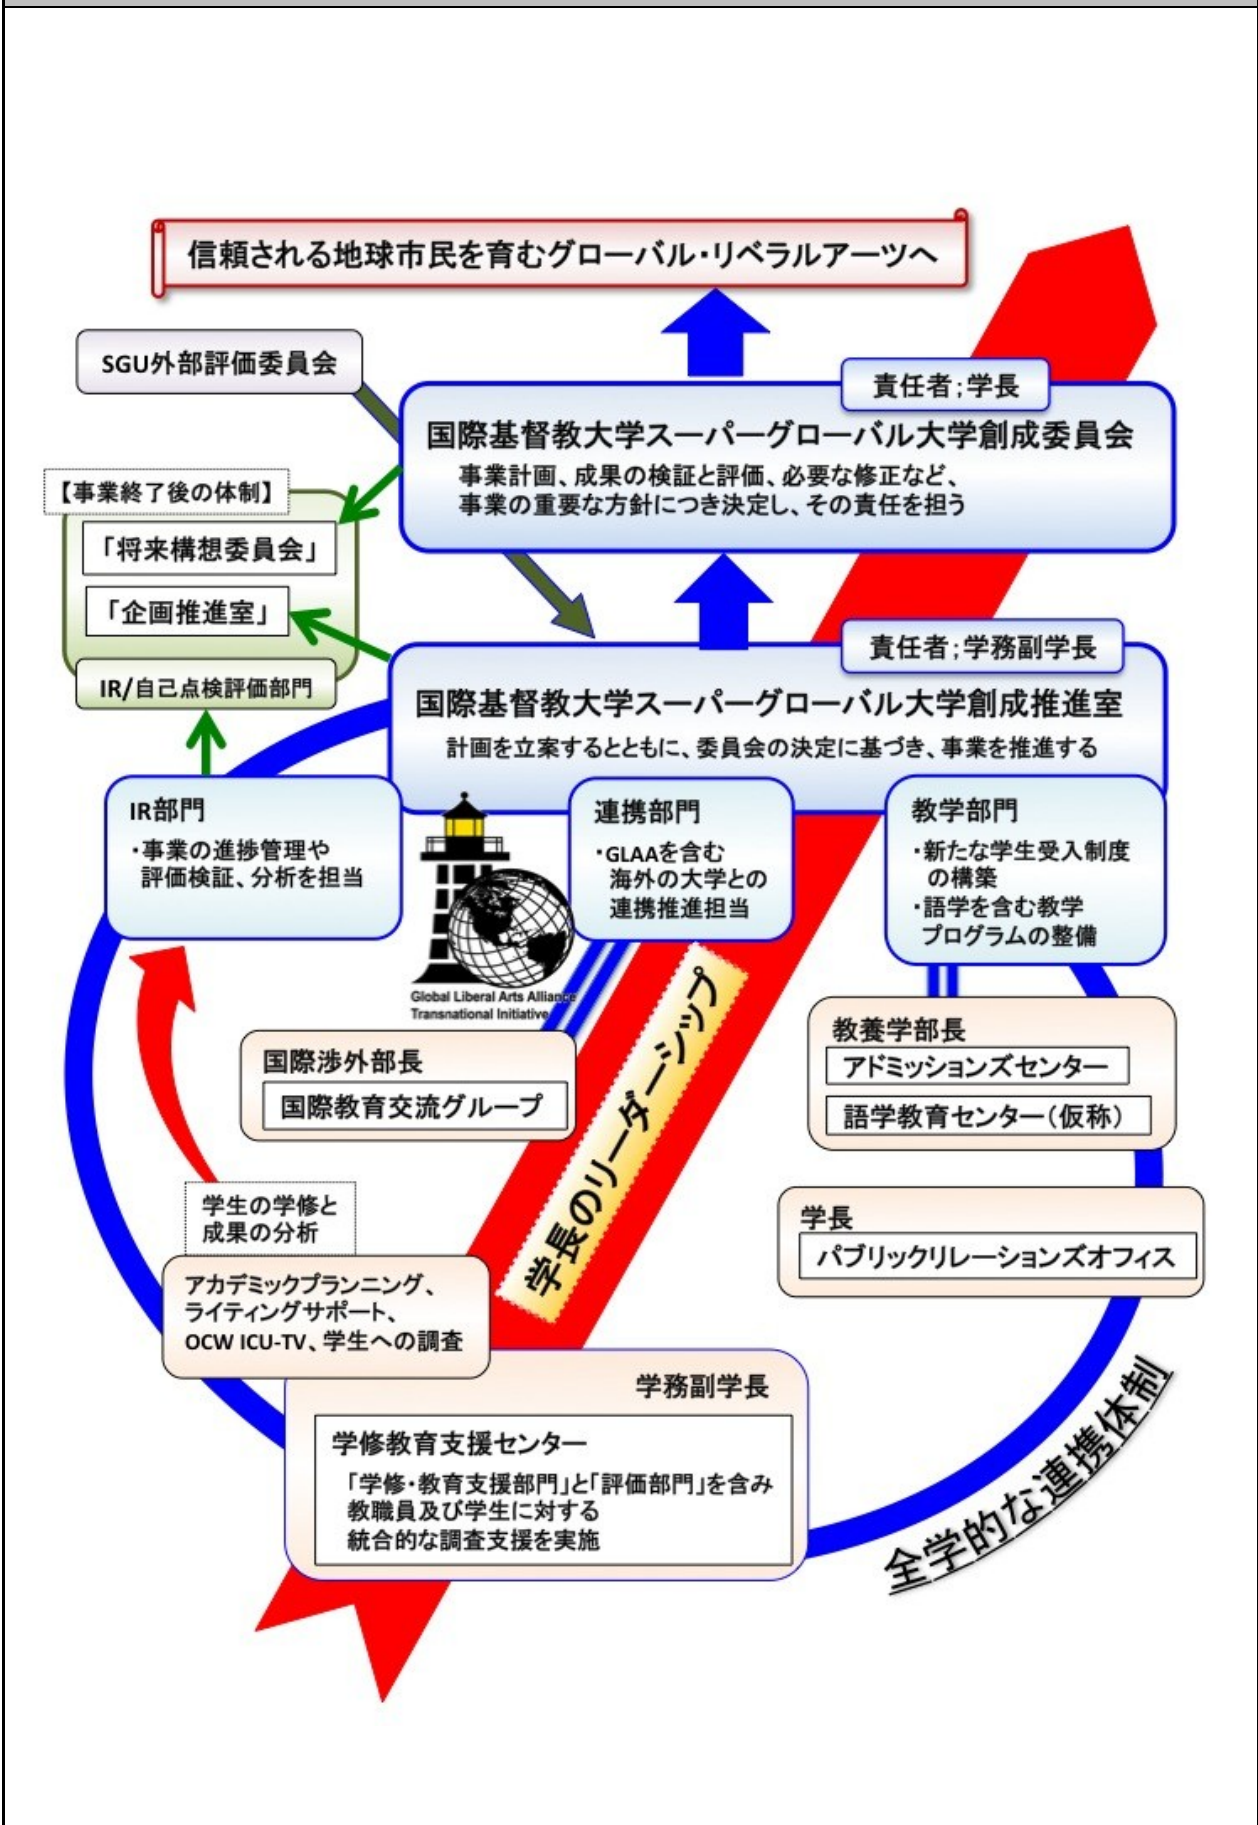 信頼される地球市民を育むグローバル・リベラルアーツへ
SGU外部評価委員会
責任者;学長
国際基督教大学スーパーグローバル大学創成委員会
事業計画、成果の検証と評価、必要な修正など、
事業の重要な方針につき決定し、その責任を担う
【事業終了後の体制】
「将来構想委員会」
「企画推進室」
IR/自己点検評価部門
責任者;学務副学長
国際基督教大学スーパーグローバル大学創成推進室
計画を立案するとともに、委員会の決定に基づき、事業を推進する
IR部門
・事業の進捗管理や
評価検証、分析を担当
Global Liberal Arts Alliance
Transnational Initiative
連携部門
・GLAAを含む
海外の大学との
連携推進担当
教学部門
・新たな学生受入制度
の構築
・語学を含む教学
プログラムの整備
国際渉外部長
国際教育交流グループ
学長のリーダーシップ
教養学部長
アドミッションズセンター
語学教育センター(仮称)
学長
パブリックリレーションズオフィス
学生の学修と
成果の分析
アカデミックプランニング、
ライティングサポート、
OCW ICU-TV、学生への調査
学務副学長
学修教育支援センター
「学修・教育支援部門」と「評価部門」を含み
教職員及び学生に対する
統合的な調査支援を実施
全学的な連携体制